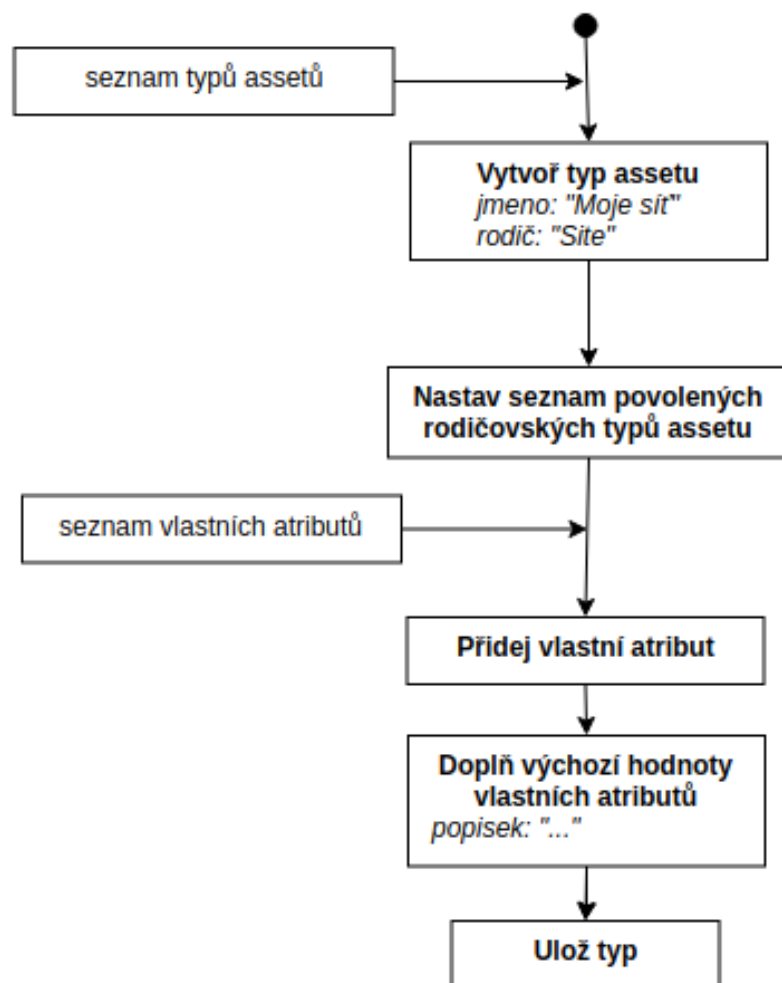 seznam typů assetů
Vytvoř typ assetu
jmeno: "Moje síť"
rodič: "Site"
Nastav seznam povolených
rodičovských typů assetu
seznam vlastních atributů
Přidej vlastní atribut
Doplň výchozí hodnoty
vlastních atributů
popisek: "..."
Ulož typ